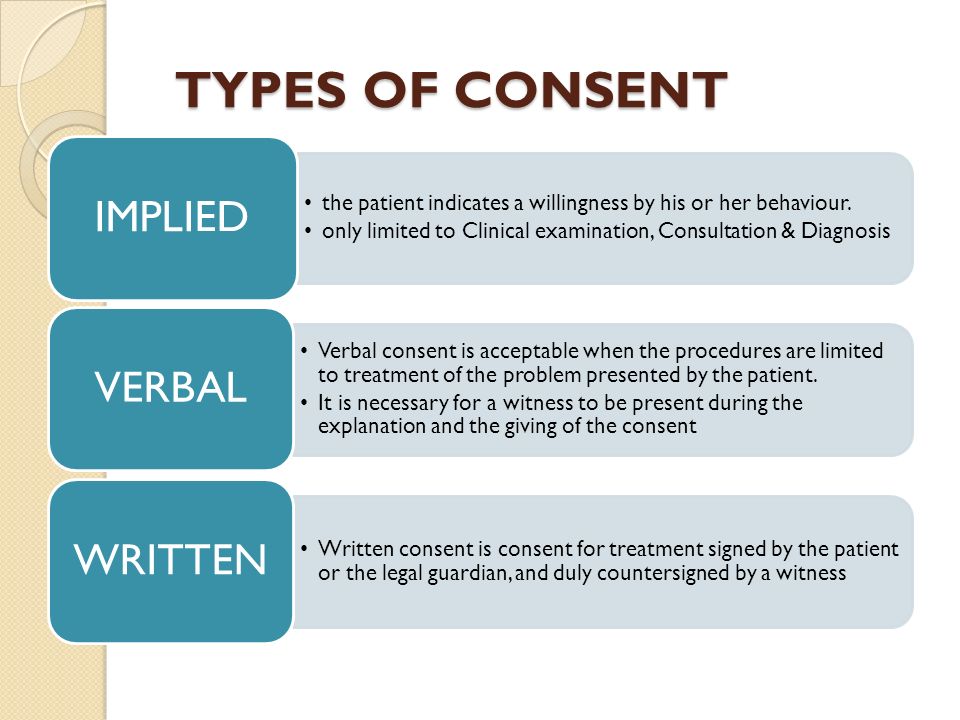 TYPES OF CONSENT
IMPLIED
• the patient indicates a willingness by his or her behaviour.
• only limited to Clinical examination, Consultation & Diagnosis
VERBAL
• Verbal consent is acceptable when the procedures are limited
to treatment of the problem presented by the patient.
• It is necessary for a witness to be present during the
explanation and the giving of the consent
WRITTEN
• Written consent is consent for treatment signed by the patient
or the legal guardian, and duly countersigned by a witness